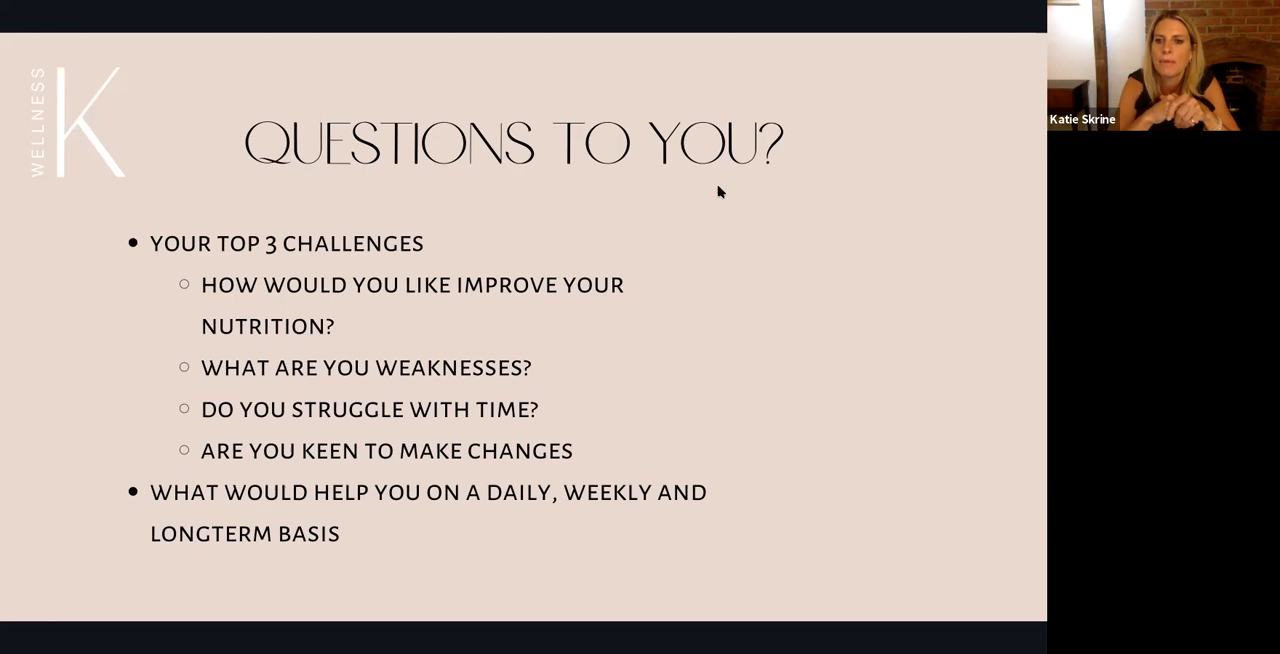 WELLNESS
K
QUESTIONS TO YOU?
YOUR TOP 3 CHALLENGES
HOW WOULD YOU LIKE IMPROVE YOUR
NUTRITION?
WHAT ARE YOU WEAKNESSES?
DO YOU STRUGGLE WITH TIME?
ARE YOU KEEN TO MAKE CHANGES
WHAT WOULD HELP YOU ON A DAILY, WEEKLY AND
LONGTERM BASIS
Katie Skrine